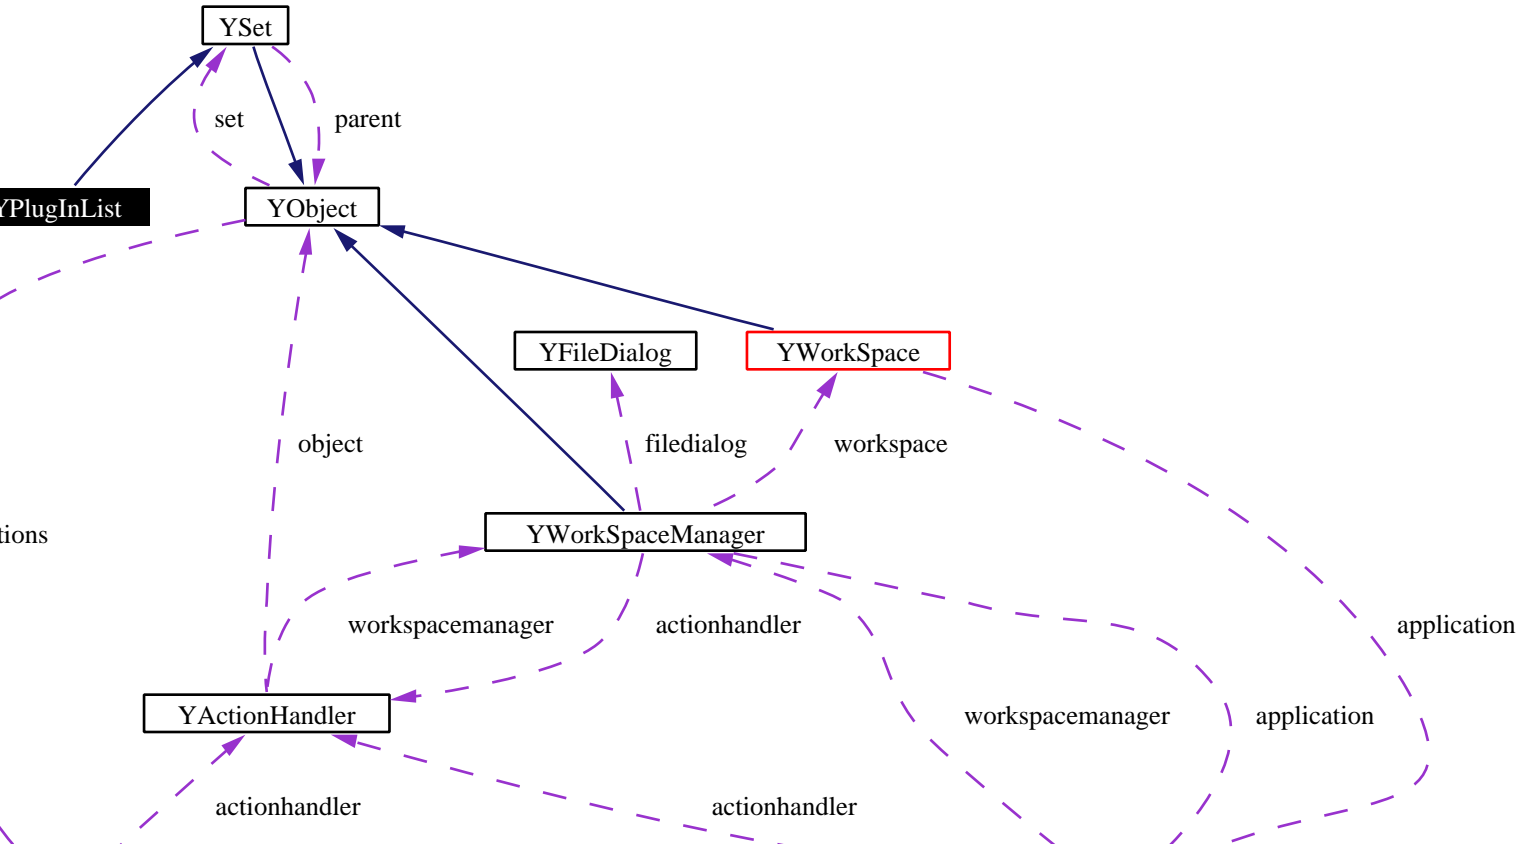 YSet
set
parent
YPlugInList
YObject
YFileDialog
YWorkSpace
object
filedialog
workspace
tions
YWorkSpaceManager
workspacemanager
actionhandler
application
YActionHandler
workspacemanager
application
actionhandler
actionhandler